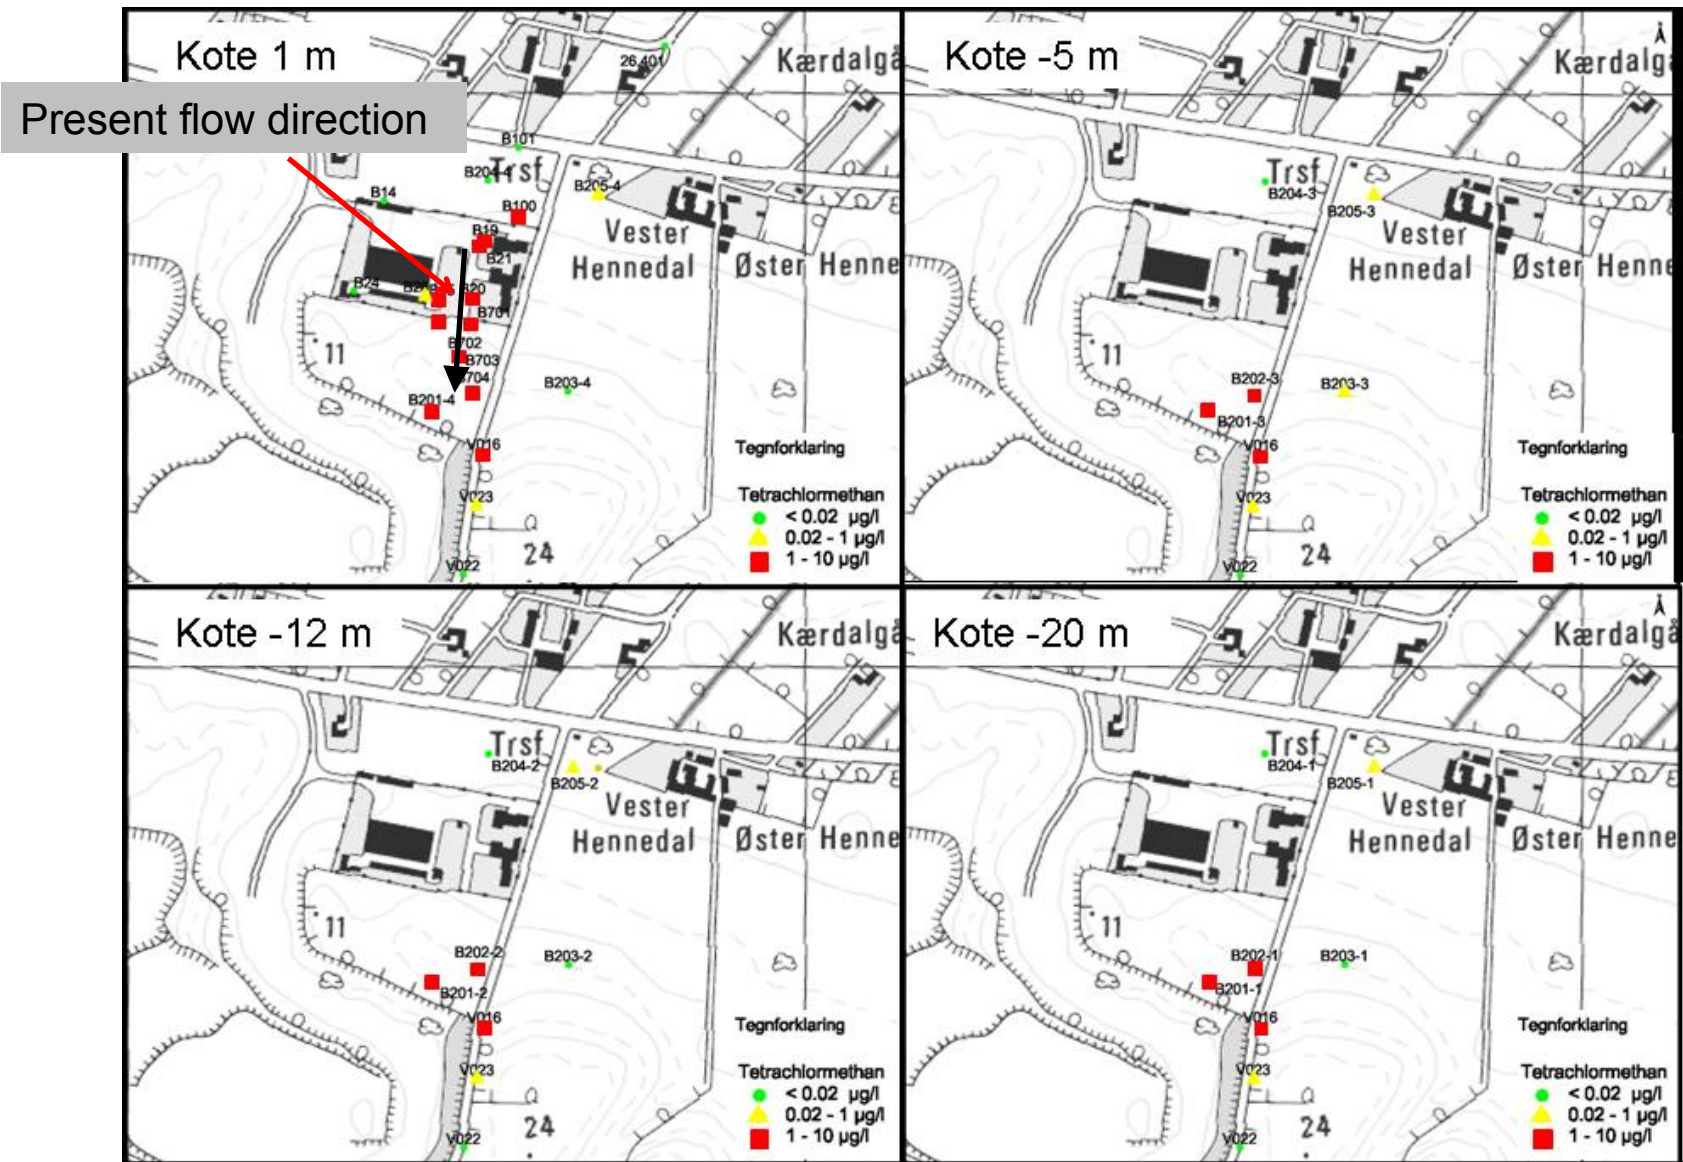 Kote 1 m
Present flow direction
26.401
Kærdalgå
B101
B204-4
Trsf
B14
B205-4
B100
B19
B21
Vester
Hennedal
Øster Henne
B24
B20
B701
B702
B703
11
B203-4
B201-4
V016
V023
V022
24
Tegnforklaring
Tetrachlormethan
< 0.02 µg/l
0.02 - 1 µg/l
1 - 10 µg/l
Kote -5 m
Kærdalgå
Trsf
B204-3
B205-3
Vester
Hennedal
Øster Henne
11
B202-3
B203-3
B201-3
V016
V023
V022
24
Tegnforklaring
Tetrachlormethan
< 0.02 µg/l
0.02 - 1 µg/l
1 - 10 µg/l
Kote -12 m
Kærdalgå
Trsf
B204-2
B205-2
Vester
Hennedal
Øster Henne
11
B202-2
B203-2
B201-2
V016
V023
V022
24
Tegnforklaring
Tetrachlormethan
< 0.02 µg/l
0.02 - 1 µg/l
1 - 10 µg/l
Kote -20 m
Kærdalgå
Trsf
B204-1
B205-1
Vester
Hennedal
Øster Henne
11
B202-1
B203-1
B201-1
V016
V023
V022
24
Tegnforklaring
Tetrachlormethan
< 0.02 µg/l
0.02 - 1 µg/l
1 - 10 µg/l